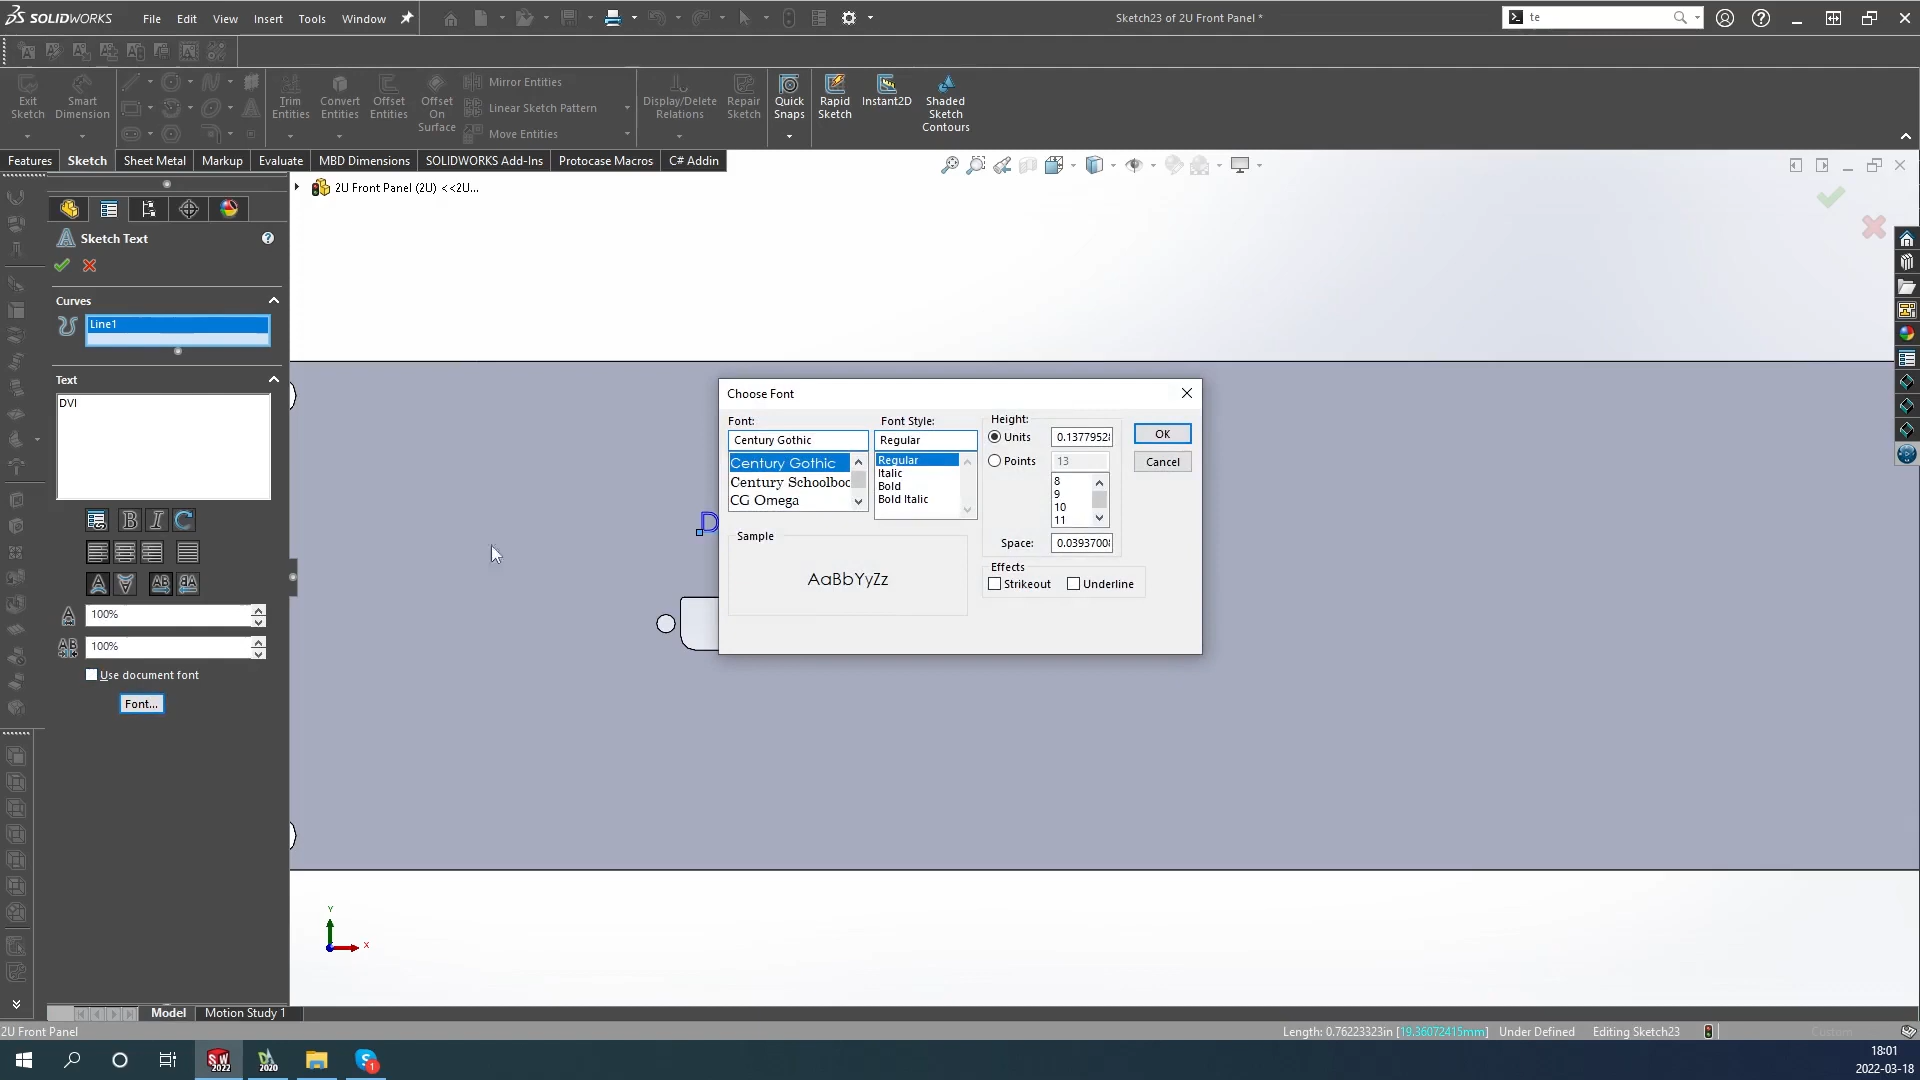 SOLIDWORKS File Edit View Insert Tools Window Sketch23 of 2U Front Panel * te
Exit Sketch
Smart Dimension
Trim Entities
Convert Entities
Offset Entities
Offset On Surface
Mirror Entities
Linear Sketch Pattern
Move Entities
Display/Delete Relations
Repair Sketch
Quick Snaps
Rapid Sketch
Instant2D
Shaded Sketch Contours
Features Sketch Sheet Metal Markup Evaluate MBD Dimensions SOLIDWORKS Add-Ins Protocase Macros C# Addin
2U Front Panel (2U) <<2U...
Sketch Text
Curves
Line1
Text
DVI
100%
100%
Use document font
Font...
D
Choose Font
Font:
Century Gothic
Century Gothic
Century Schoolboo
CG Omega
Font Style:
Regular
Regular
Italic
Bold
Bold Italic
Height:
Units 0.1377952
Points 13
8
9
10
11
Space: 0.0393700
OK
Cancel
Sample
AaBbYyZz
Effects
Strikeout Underline
Y
X
Model Motion Study 1
2U Front Panel Length: 0.76223323in [19.36072415mm] Under Defined Editing Sketch23 Custom
SW 2022
2020
1
18:01
2022-03-18